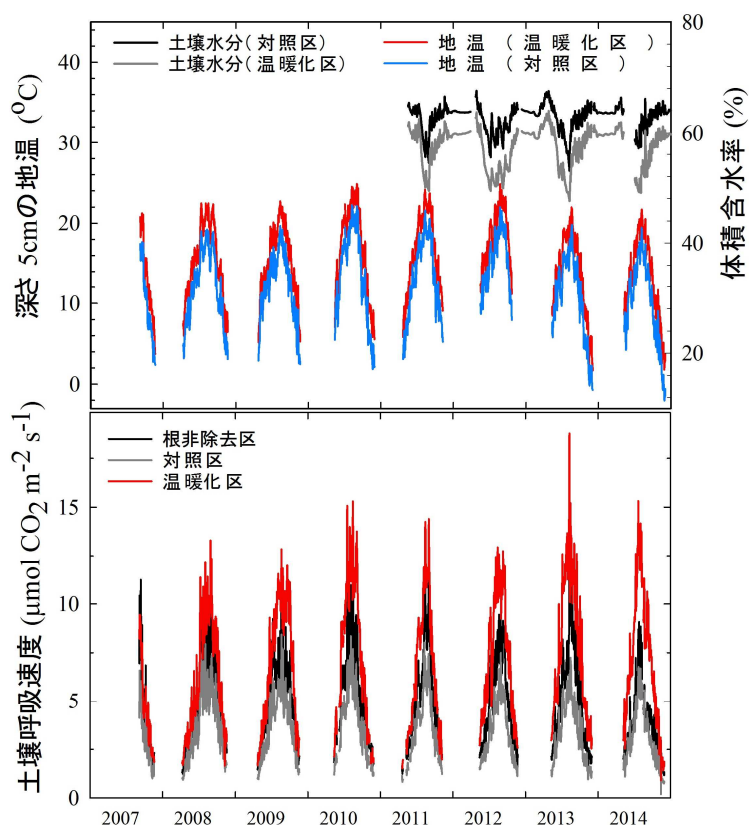 土壌水分(対照区)
土壌水分(温暖化区)
地温 (温暖化区)
地温 (対照区)
深さ 5cmの地温 (⁰C)
40
30
20
10
0
体積含水率 (%)
80
60
40
20
根非除去区
対照区
温暖化区
土壌呼吸速度 (μmol CO₂ m⁻² s⁻¹)
15
10
5
0
2007 2008 2009 2010 2011 2012 2013 2014